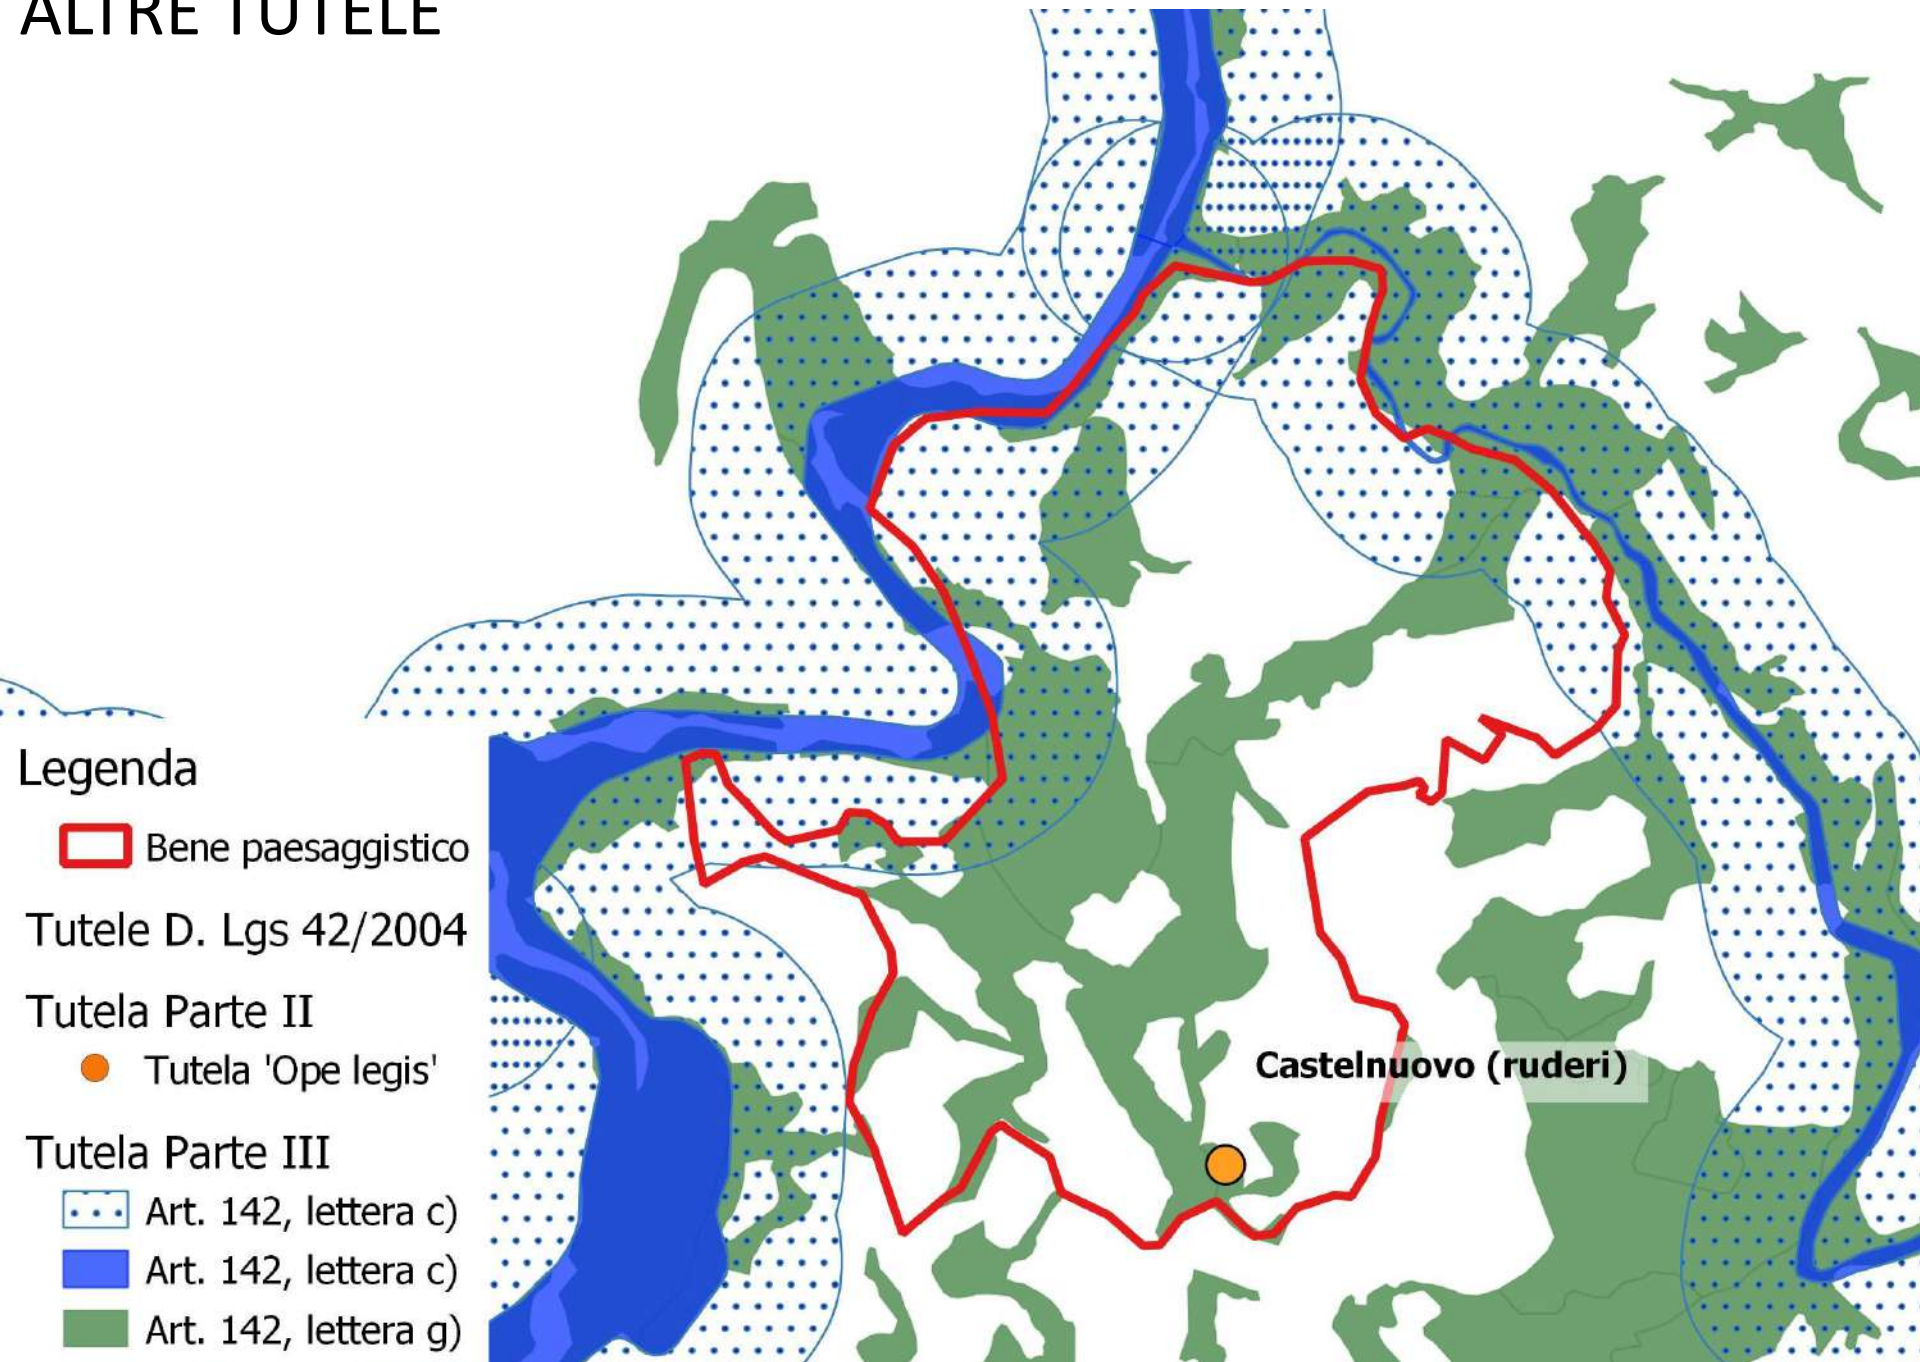 ALTRE TUTELE
Castelnuovo (ruderi)
Legenda
Bene paesaggistico
Tutele D. Lgs 42/2004
Tutela Parte II
Tutela 'Ope legis'
Tutela Parte III
Art. 142, lettera c)
Art. 142, lettera c)
Art. 142, lettera g)